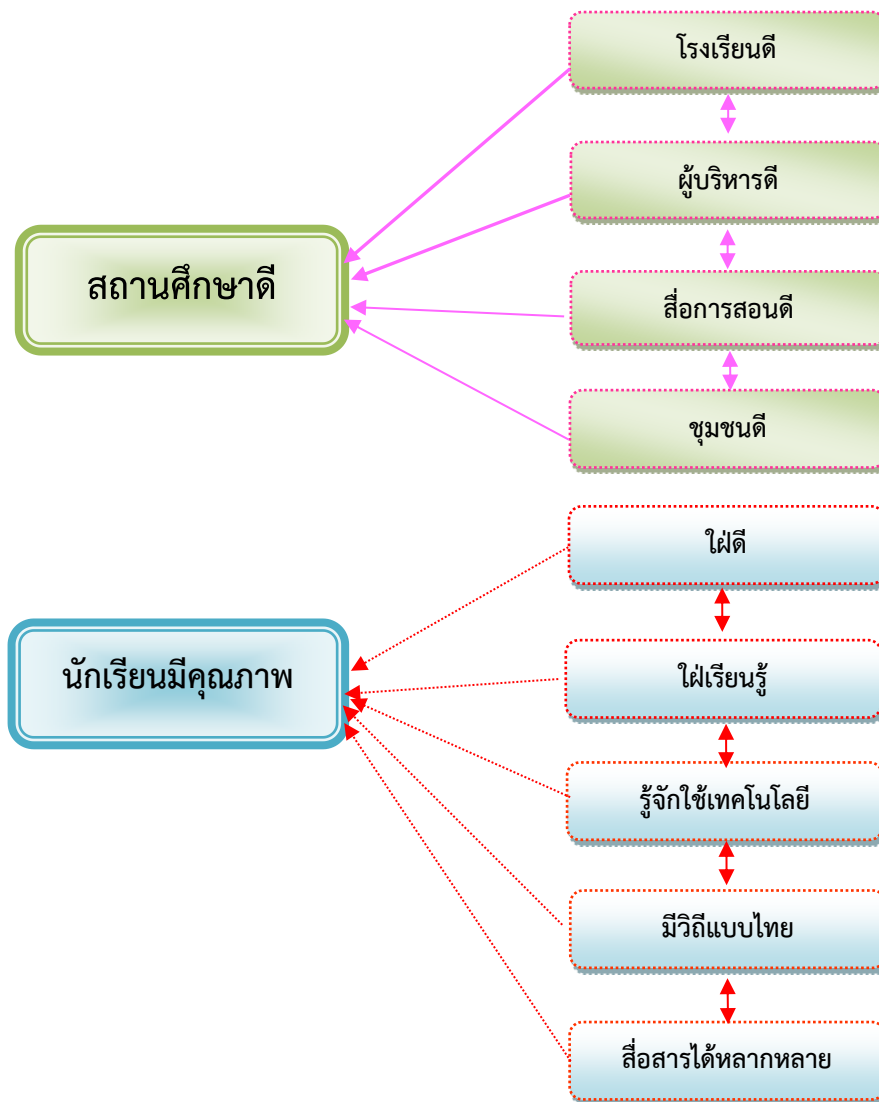 โรงเรียนดี
ผู้บริหารดี
สถานศึกษาดี
สื่อการสอนดี
ชุมชนดี
ใฝ่ดี
นักเรียนมีคุณภาพ
ใฝ่เรียนรู้
รู้จักใช้เทคโนโลยี
มีวิถีแบบไทย
สื่อสารได้หลากหลาย